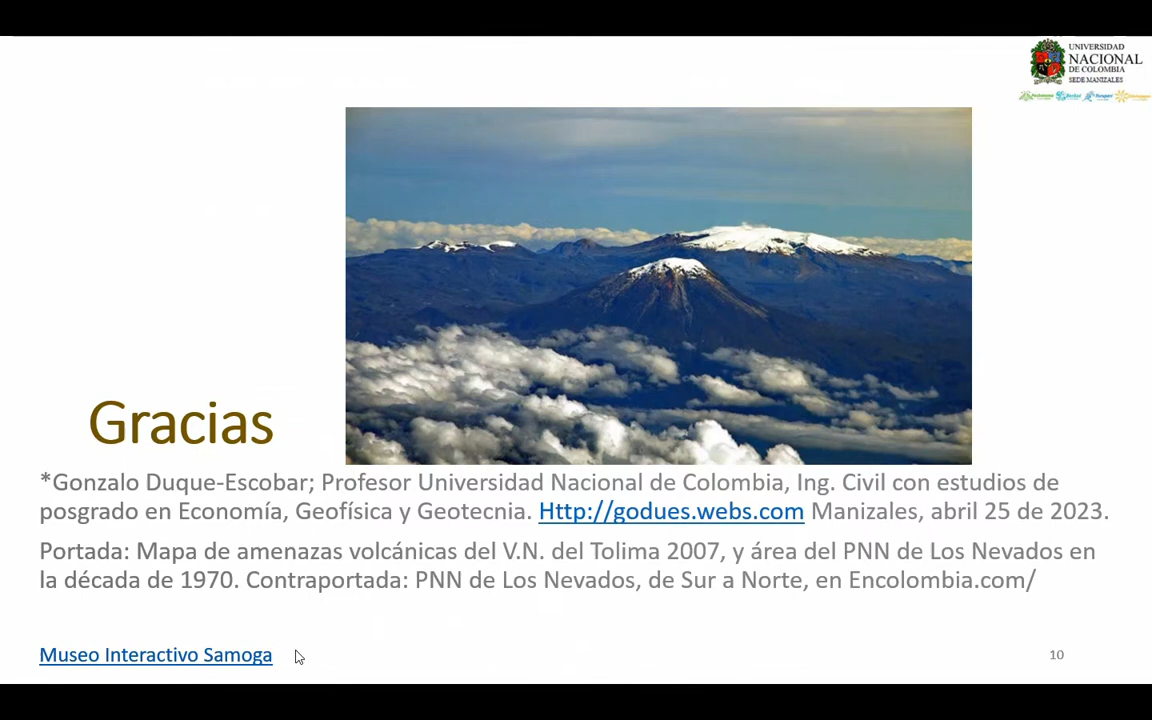 UNIVERSIDAD
NACIONAL
DE COLOMBIA
SEDE MANIZALES
Gracias
*Gonzalo Duque-Escobar; Profesor Universidad Nacional de Colombia, Ing. Civil con estudios de
posgrado en Economía, Geofísica y Geotecnia. Http://godues.webs.com Manizales, abril 25 de 2023.
Portada: Mapa de amenazas volcánicas del V.N. del Tolima 2007, y área del PNN de Los Nevados en
la década de 1970. Contraportada: PNN de Los Nevados, de Sur a Norte, en Encolombia.com/
Museo Interactivo Samoga
10